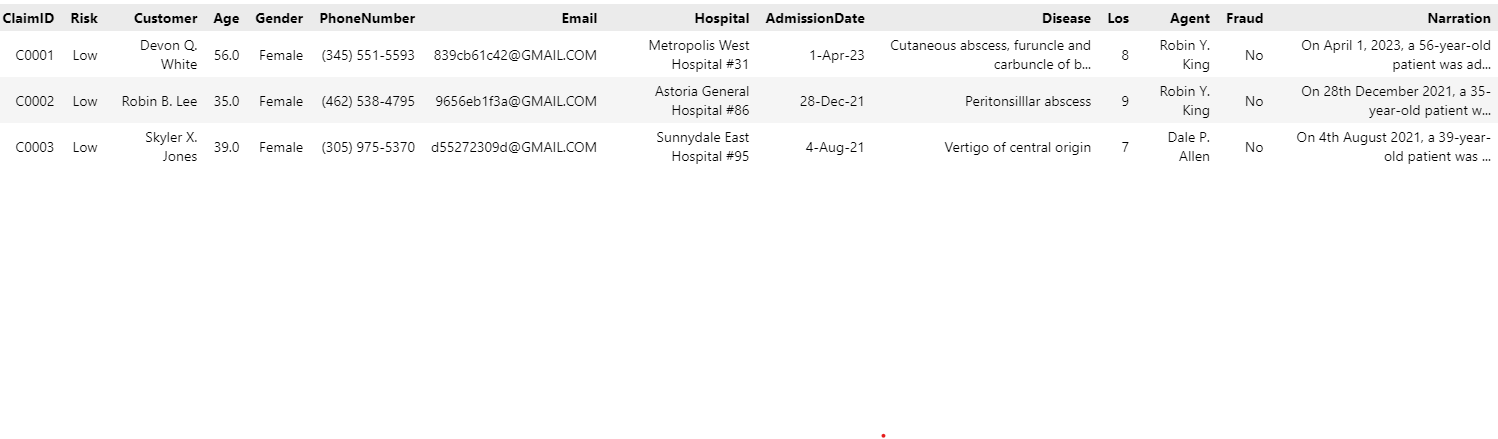 ClaimID Risk Customer Age Gender PhoneNumber Email Hospital AdmissionDate Disease Los Agent Fraud Narration
C0001 Low Devon Q. White 56.0 Female (345) 551-5593 839cb61c42@GMAIL.COM Metropolis West Hospital #31 1-Apr-23 Cutaneous abscess, furuncle and carbuncle of b... 8 Robin Y. King No On April 1, 2023, a 56-year-old patient was ad...
C0002 Low Robin B. Lee 35.0 Female (462) 538-4795 9656eb1f3a@GMAIL.COM Astoria General Hospital #86 28-Dec-21 Peritonsilllar abscess 9 Robin Y. King No On 28th December 2021, a 35-year-old patient w...
C0003 Low Skyler X. Jones 39.0 Female (305) 975-5370 d55272309d@GMAIL.COM Sunnydale East Hospital #95 4-Aug-21 Vertigo of central origin 7 Dale P. Allen No On 4th August 2021, a 39-year-old patient was ...